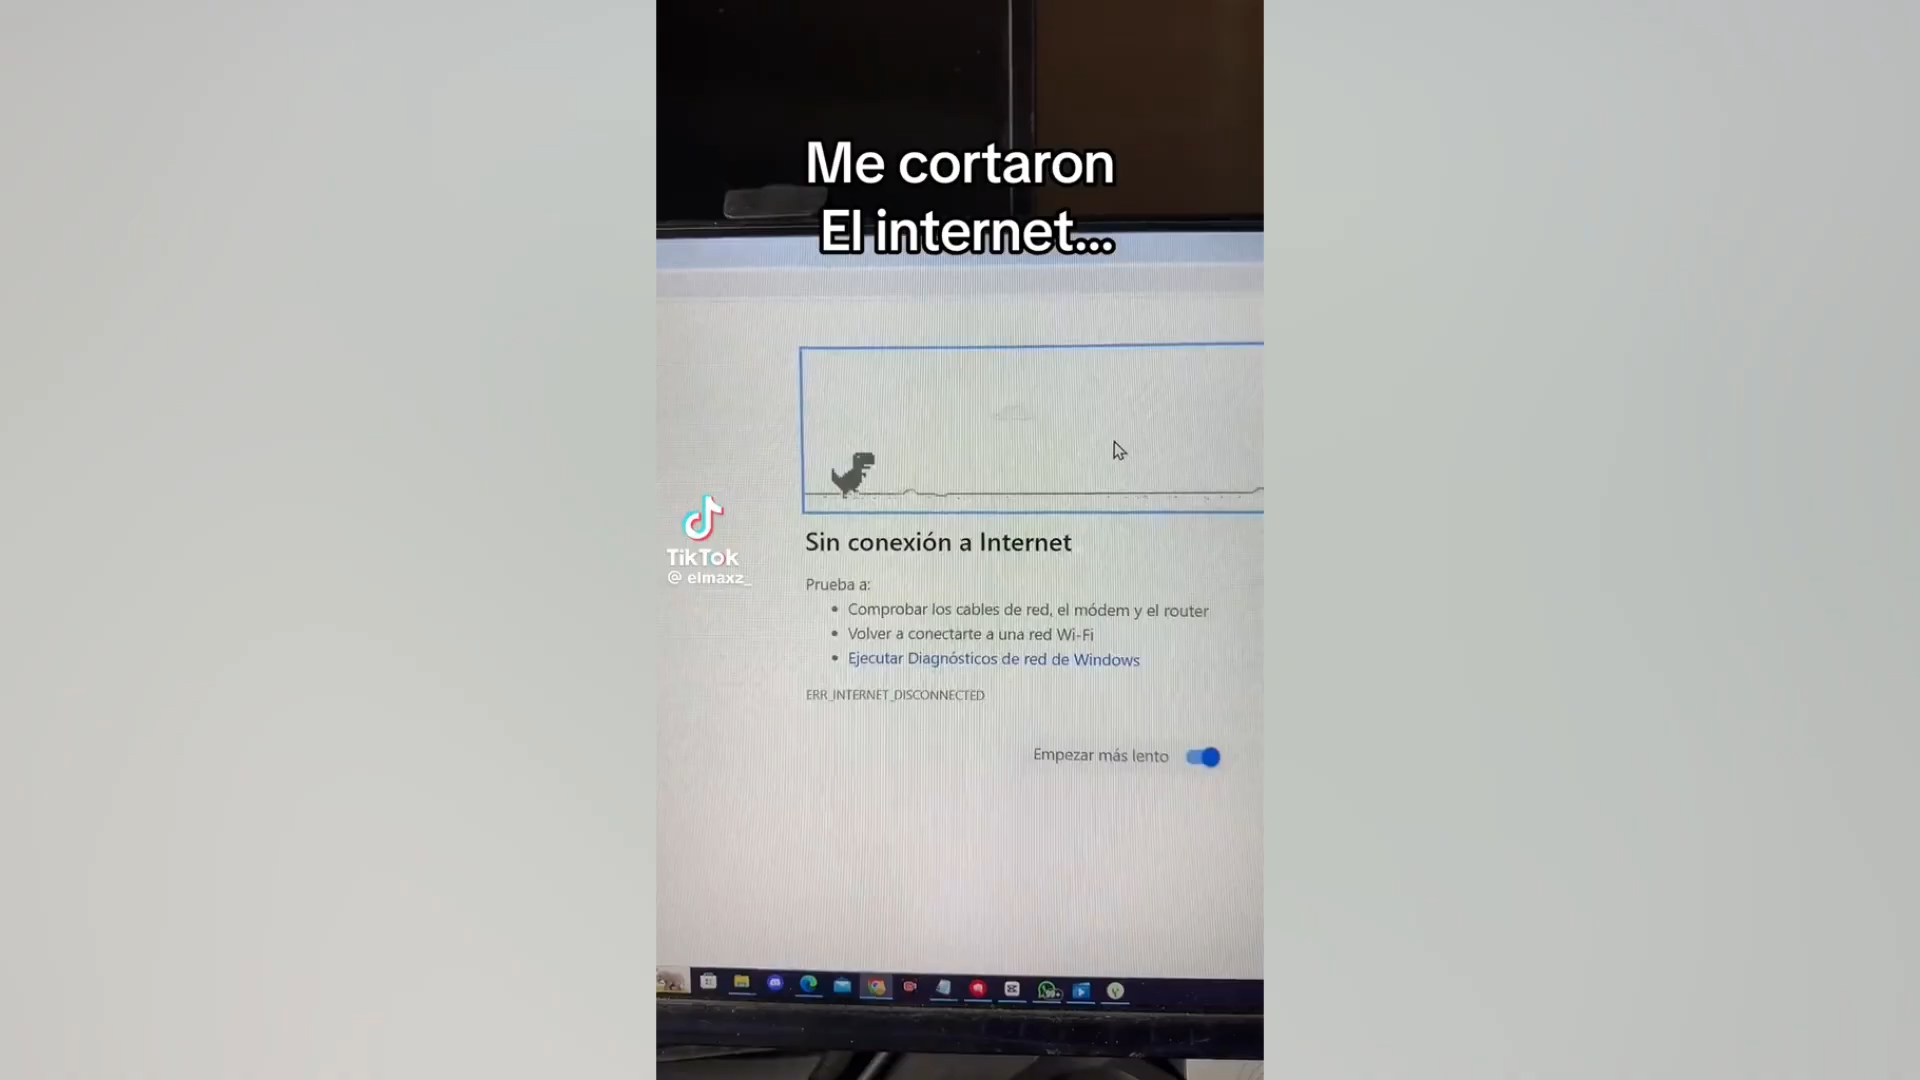 Me cortaron
El internet...
TikTok
@ elmaxz_
Sin conexión a Internet
Prueba a:
• Comprobar los cables de red, el módem y el router
• Volver a conectarte a una red Wi-Fi
• Ejecutar Diagnósticos de red de Windows
ERR_INTERNET_DISCONNECTED
Empezar más lento